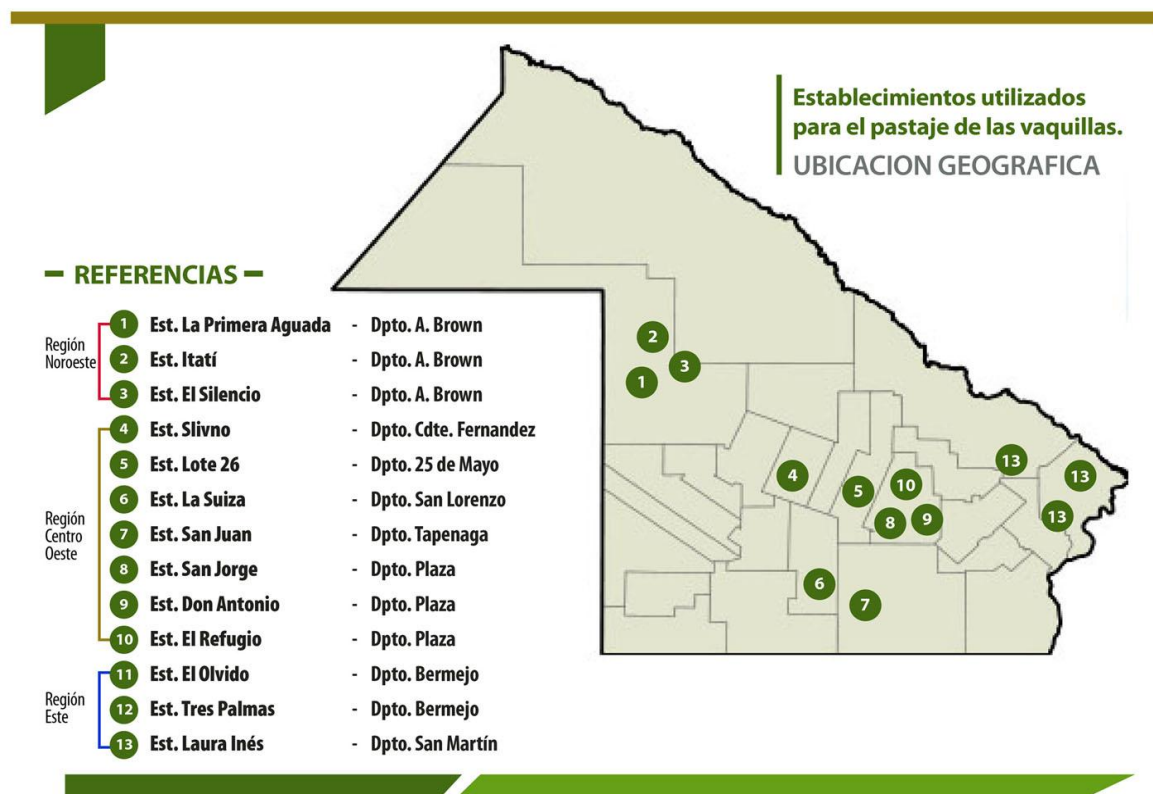 Establecimientos utilizados
para el pastaje de las vaquillas.
UBICACION GEOGRAFICA
REFERENCIAS
Región
Noroeste
1 Est. La Primera Aguada - Dpto. A. Brown
2 Est. Itatí - Dpto. A. Brown
3 Est. El Silencio - Dpto. A. Brown
Región
Centro
Oeste
4 Est. Slivno - Dpto. Cdte. Fernandez
5 Est. Lote 26 - Dpto. 25 de Mayo
6 Est. La Suiza - Dpto. San Lorenzo
7 Est. San Juan - Dpto. Tapenaga
8 Est. San Jorge - Dpto. Plaza
9 Est. Don Antonio - Dpto. Plaza
10 Est. El Refugio - Dpto. Plaza
Región
Este
11 Est. El Olvido - Dpto. Bermejo
12 Est. Tres Palmas - Dpto. Bermejo
13 Est. Laura Inés - Dpto. San Martín
2
3
1
13
4
13
10
5
13
9
8
6
7